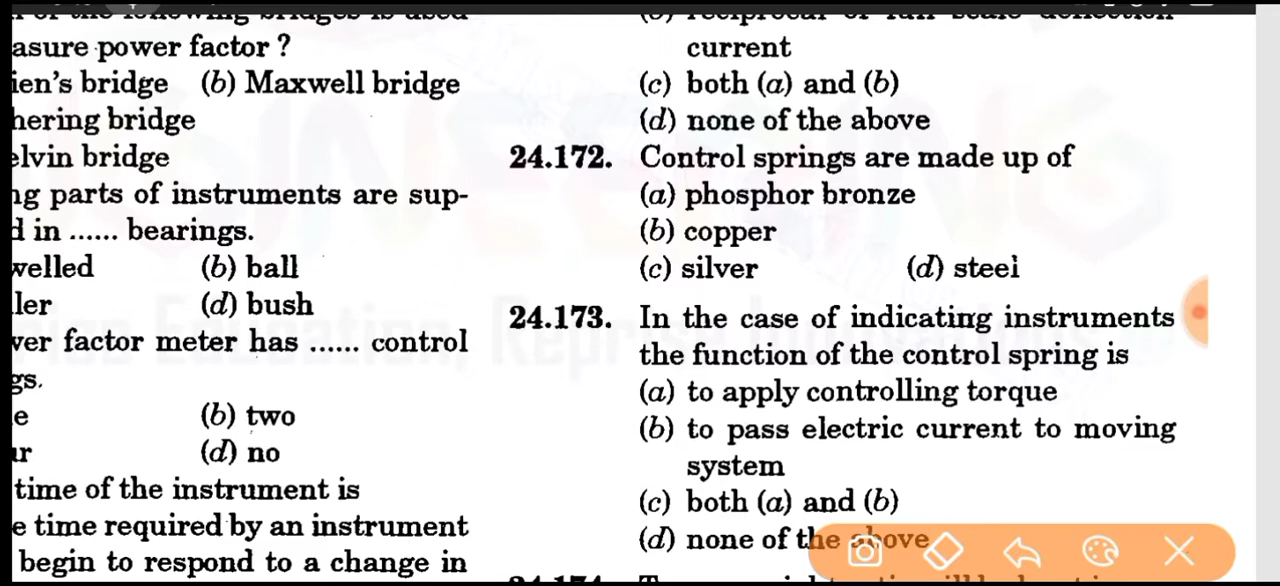 asure power factor ?
ien's bridge (b) Maxwell bridge
hering bridge
elvin bridge
ng parts of instruments are sup-
d in ...... bearings.
welled (b) ball
ler (d) bush
ver factor meter has ..... control
gs.
e (b) two
ur (d) no
time of the instrument is
e time required by an instrument
begin to respond to a change in
current
(c) both (a) and (b)
(d) none of the above
24.172. Control springs are made up of
(a) phosphor bronze
(b) copper
(c) silver (d) steel
24.173. In the case of indicating instruments
the function of the control spring is
(a) to apply controlling torque
(b) to pass electric current to moving
system
(c) both (a) and (b)
(d) none of the above